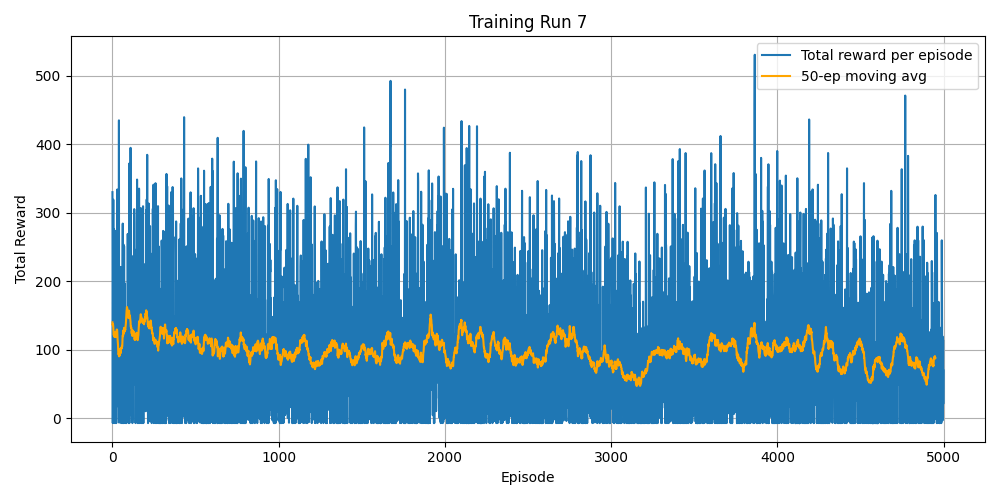 Training Run 7
Total reward per episode
50-ep moving avg
Total Reward
500
400
300
200
100
0
0 1000 2000 3000 4000 5000
Episode